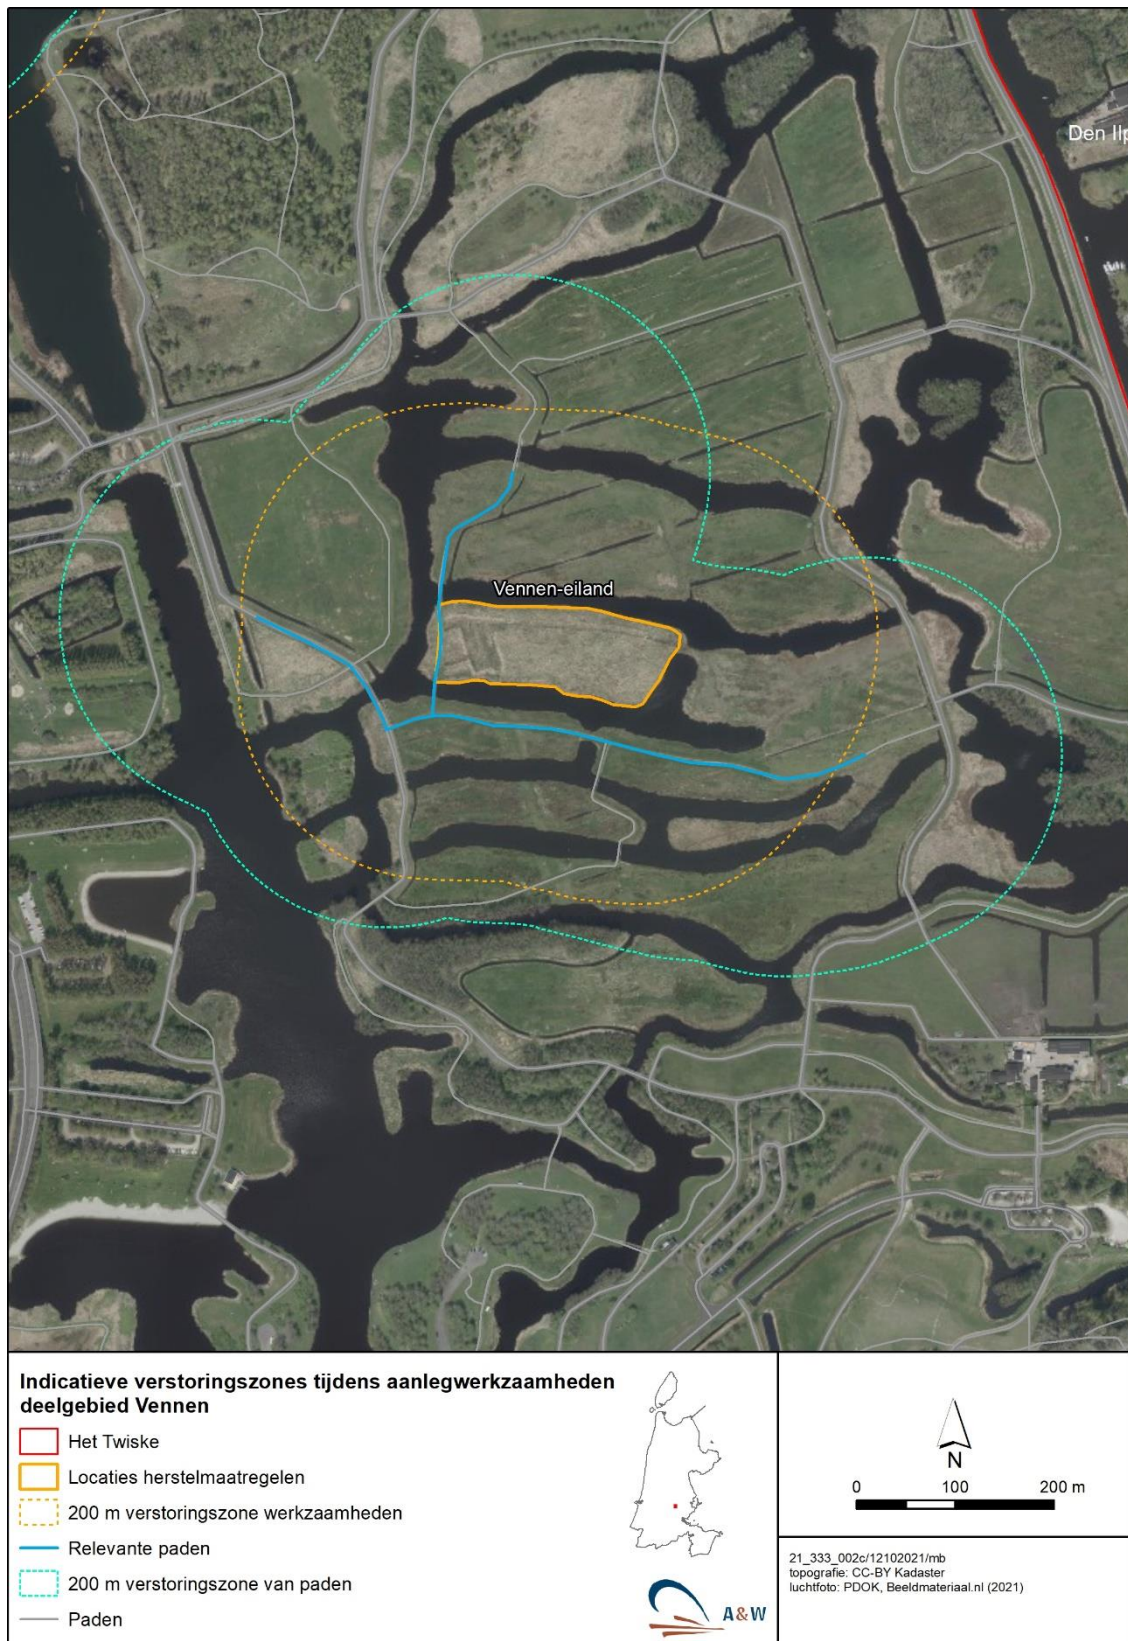 Den Ilp
Vennen-eiland
Indicatieve verstoringszones tijdens aanlegwerkzaamheden
deelgebied Vennen
Het Twiske
Locaties herstelmaatregelen
200 m verstoringszone werkzaamheden
Relevante paden
200 m verstoringszone van paden
Paden
A&W
N
0 100 200 m
21_333_002c/12102021/mb
topografie: CC-BY Kadaster
luchtfoto: PDOK, Beeldmateriaal.nl (2021)